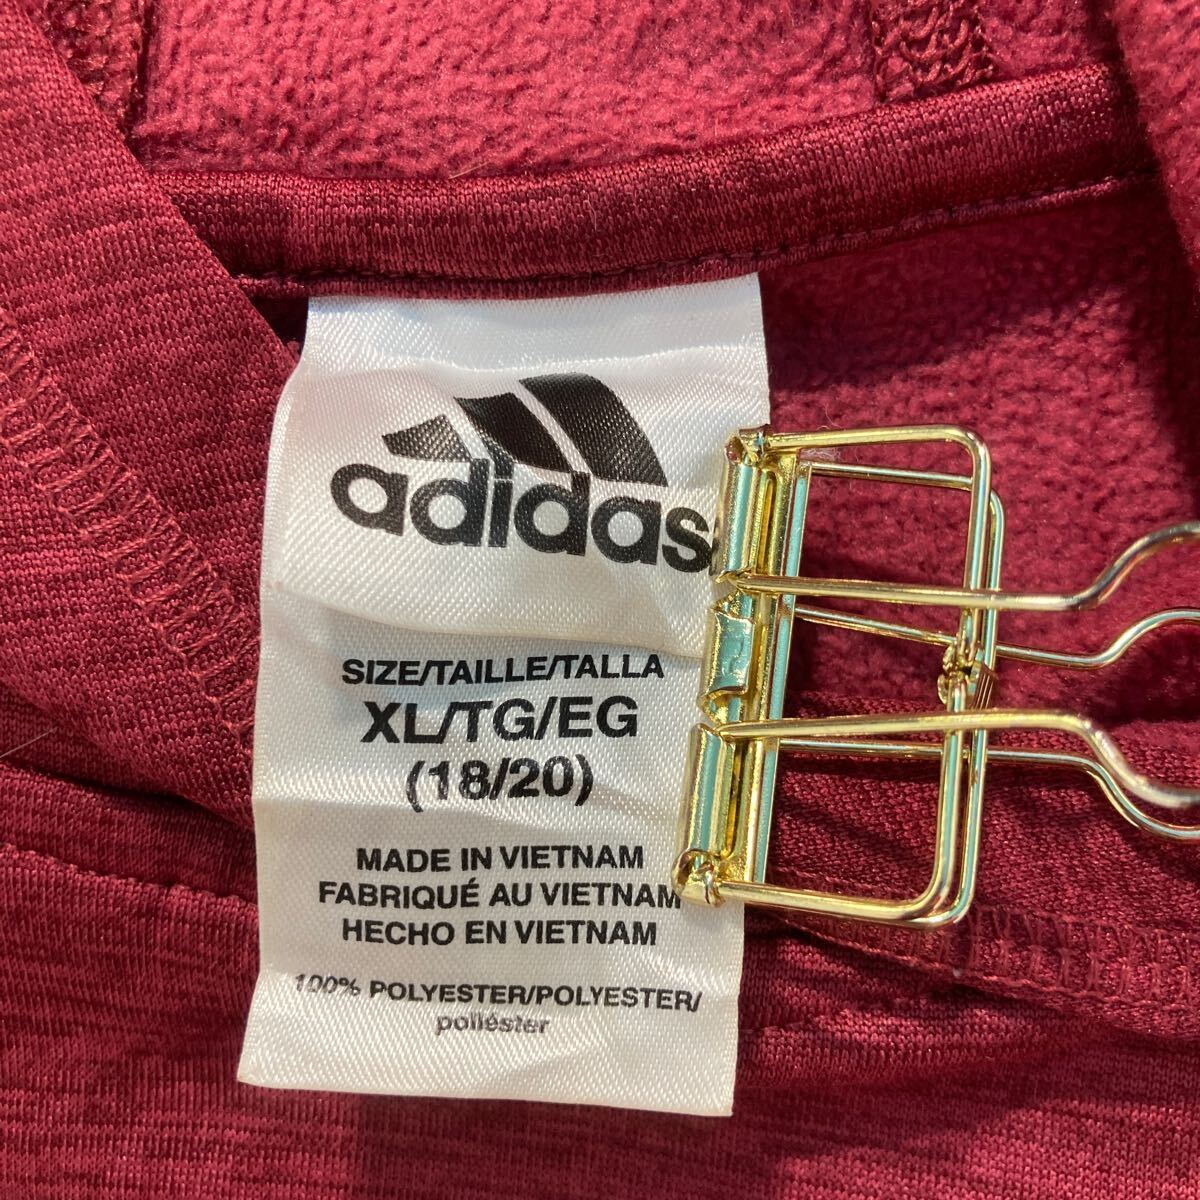 adidas
SIZE/TAILLE/TALLA
XL/TG/EG
(18/20)
MADE IN VIETNAM
FABRIQUÉ AU VIETNAM
HECHO EN VIETNAM
100% POLYESTER/POLYESTER/
poliéster